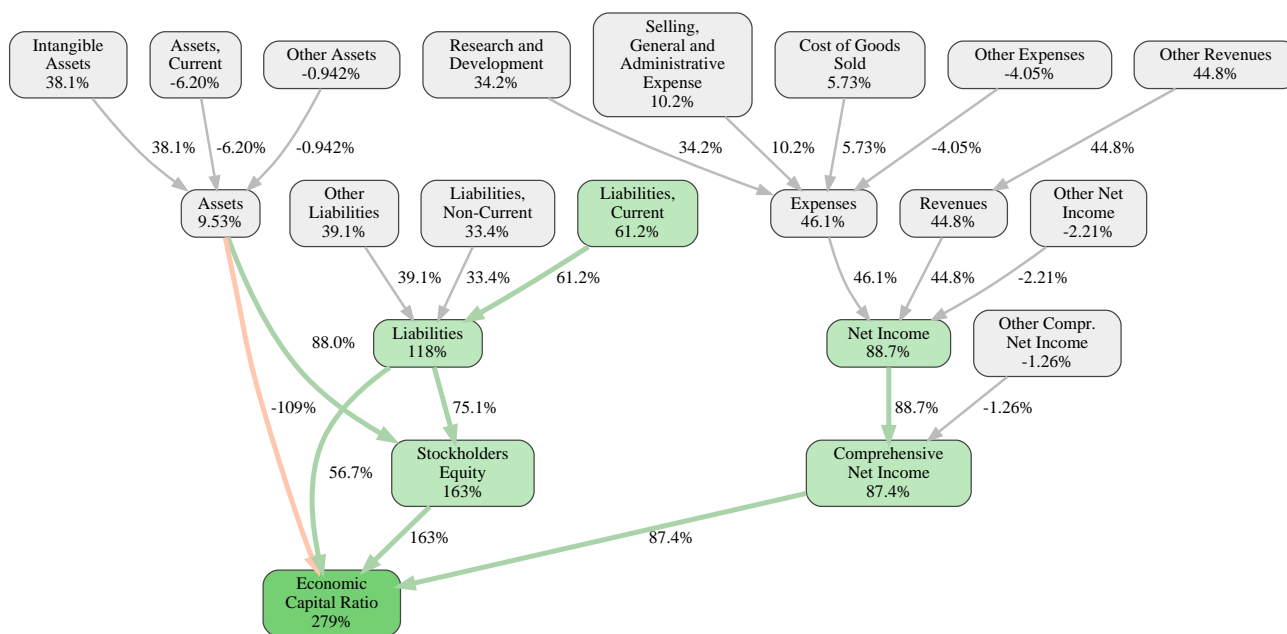 Intangible
Assets
38.1%
Assets,
Current
-6.20%
Other Assets
-0.942%
Research and
Development
34.2%
Selling,
General and
Administrative
Expense
10.2%
Cost of Goods
Sold
5.73%
Other Expenses
-4.05%
Other Revenues
44.8%
38.1%
-6.20%
-0.942%
34.2%
10.2%
5.73%
-4.05%
44.8%
Assets
9.53%
Other
Liabilities
39.1%
Liabilities,
Non-Current
33.4%
Liabilities,
Current
61.2%
Expenses
46.1%
Revenues
44.8%
Other Net
Income
-2.21%
39.1%
33.4%
61.2%
46.1%
44.8%
-2.21%
Liabilities
118%
Net Income
88.7%
Other Compr.
Net Income
-1.26%
88.0%
-109%
75.1%
88.7%
-1.26%
Stockholders
Equity
163%
Comprehensive
Net Income
87.4%
56.7%
163%
87.4%
Economic
Capital Ratio
279%